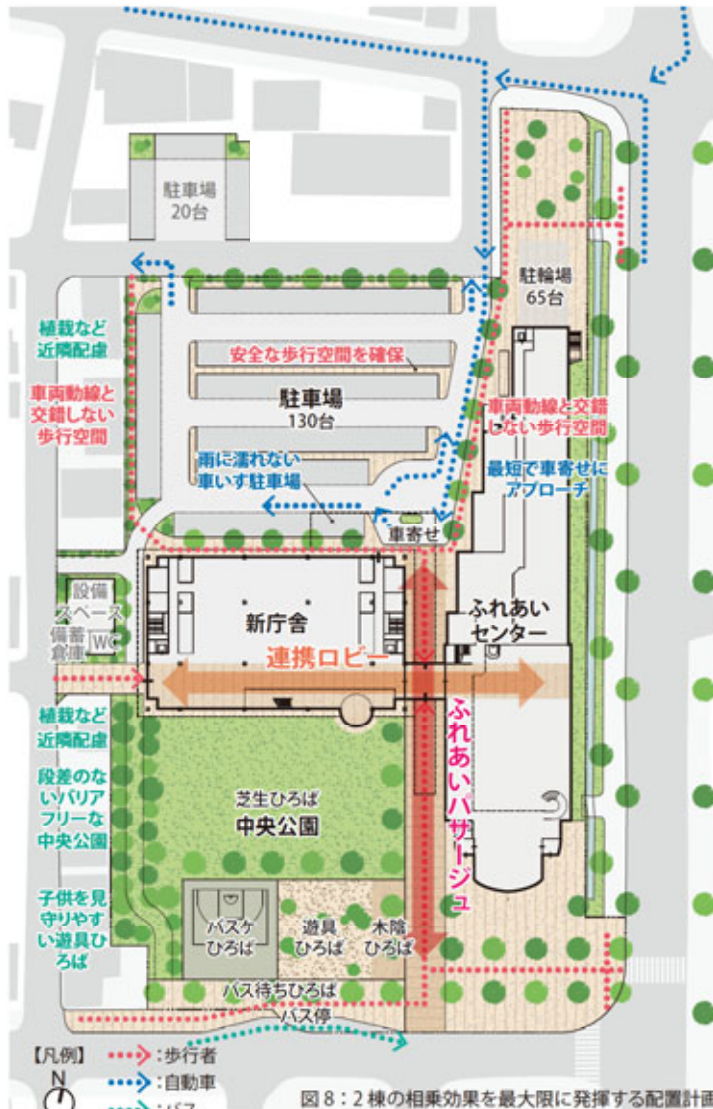 駐車場
20台
駐輪場
65台
植栽など
近隣配慮
安全な歩行空間を確保
車両動線と
交錯しない
歩行空間
駐車場
130台
車両動線と交錯
しない歩行空間
雨に濡れない
車いす駐車場
最短で車寄せに
アプローチ
車寄せ
設備
スペース
備蓄
倉庫
WC
新庁舎
ふれあい
センター
連携ロビー
ふれあいパサージュ
植栽など
近隣配慮
段差のな
いバリア
フリーな
中央公園
芝生ひろば
中央公園
子供を見
守りやす
い遊具ひ
ろば
バスケ
ひろば
遊具
ひろば
木陰
ひろば
バス待ちひろば
バス停
【凡例】
:歩行者
N
:自動車
:バス
図8:2棟の相乗効果を最大限に発揮する配置計画